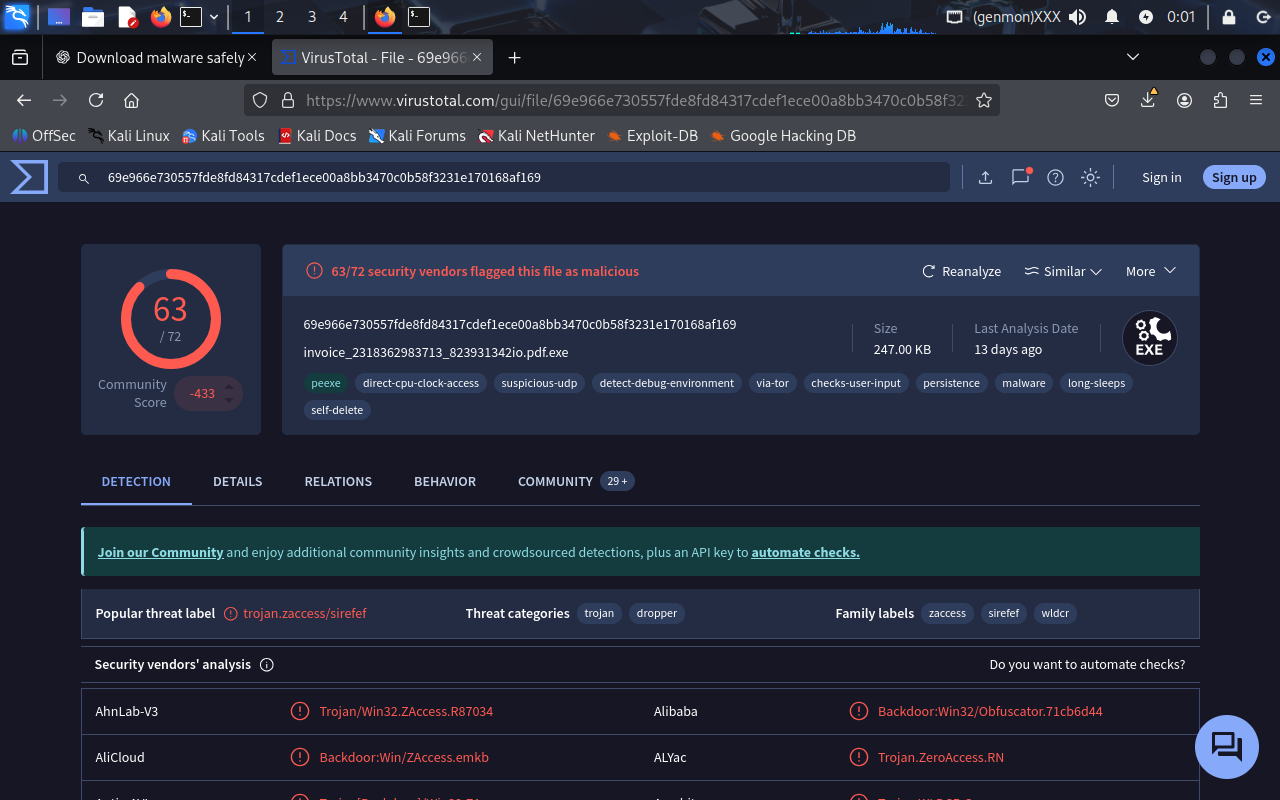 1 2 3 4 (genmon)XXX 0:01
Download malware safely VirusTotal - File - 69e966
https://www.virustotal.com/gui/file/69e966e730557fde8fd84317cdef1ece00a8bb3470c0b58f32
OffSec Kali Linux Kali Tools Kali Docs Kali Forums Kali NetHunter Exploit-DB Google Hacking DB
69e966e730557fde8fd84317cdef1ece00a8bb3470c0b58f3231e170168af169 Sign in Sign up
63
/ 72
Community
Score
-433
63/72 security vendors flagged this file as malicious Reanalyze Similar More
69e966e730557fde8fd84317cdef1ece00a8bb3470c0b58f3231e170168af169
invoice_2318362983713_823931342io.pdf.exe
Size
247.00 KB
Last Analysis Date
13 days ago
EXE
peexe direct-cpu-clock-access suspicious-udp detect-debug-environment via-tor checks-user-input persistence malware long-sleeps
self-delete
DETECTION DETAILS RELATIONS BEHAVIOR COMMUNITY 29 +
Join our Community and enjoy additional community insights and crowdsourced detections, plus an API key to automate checks.
Popular threat label trojan.zaccess/sirefef Threat categories trojan dropper Family labels zaccess sirefef wldcr
Security vendors' analysis Do you want to automate checks?
AhnLab-V3 Trojan/Win32.ZAccess.R87034 Alibaba Backdoor:Win32/Obfuscator.71cb6d44
AliCloud Backdoor:Win/ZAccess.emkb ALYac Trojan.ZeroAccess.RN